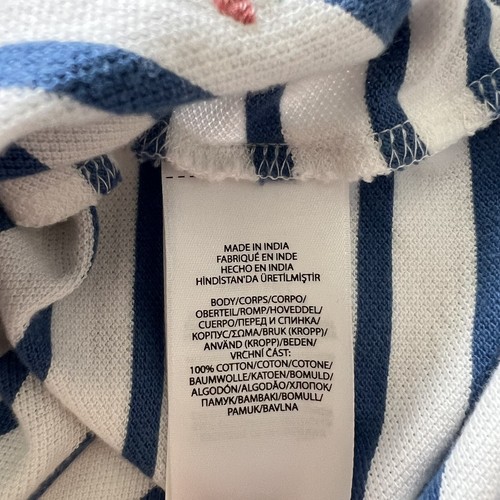 MADE IN INDIA
FABRIQUÉ EN INDE
HECHO EN INDIA
HİNDİSTAN'DA ÜRETİLMİŞTİR
BODY/CORPS/CORPO/
OBERTEIL/ROMP/HOVEDDEL/
CUERPO/ПЕРЕД И СПИНКА/
КОРПУС/ΣΩΜΑ/BRUK (KROPP)/
ANVÄND (KROPP)/BEDEN/
VRCHNÍ ČÁST:
100% COTTON/COTON/COTONE/
BAUMWOLLE/KATOEN/BOMULD/
ALGODÓN/ALGODÃO/ХЛОПОК/
ПАМУК/ΒΑΜΒΑΚΙ/BOMULL/
PAMUK/BAVLNA